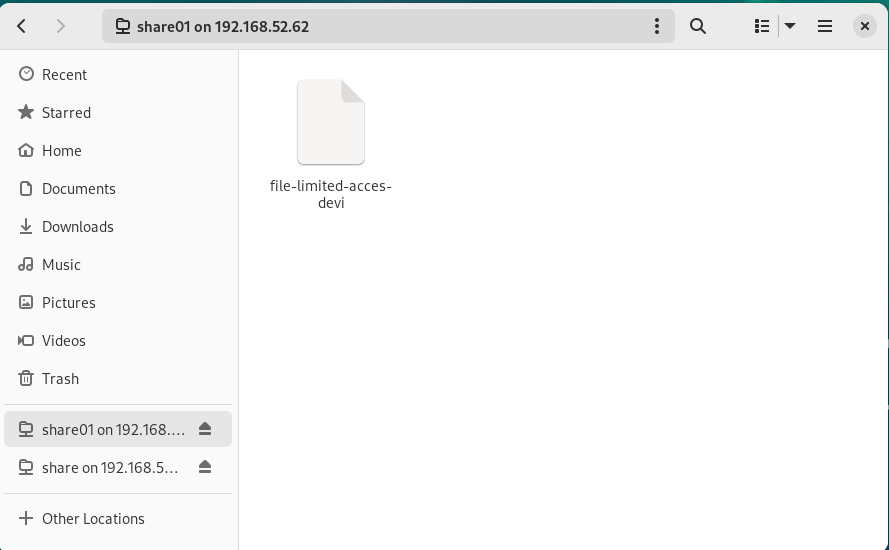 share01 on 192.168.52.62
Recent
Starred
Home
Documents
Downloads
Music
Pictures
Videos
Trash
share01 on 192.168.…
share on 192.168.5…
Other Locations
file-limited-acces-
devi